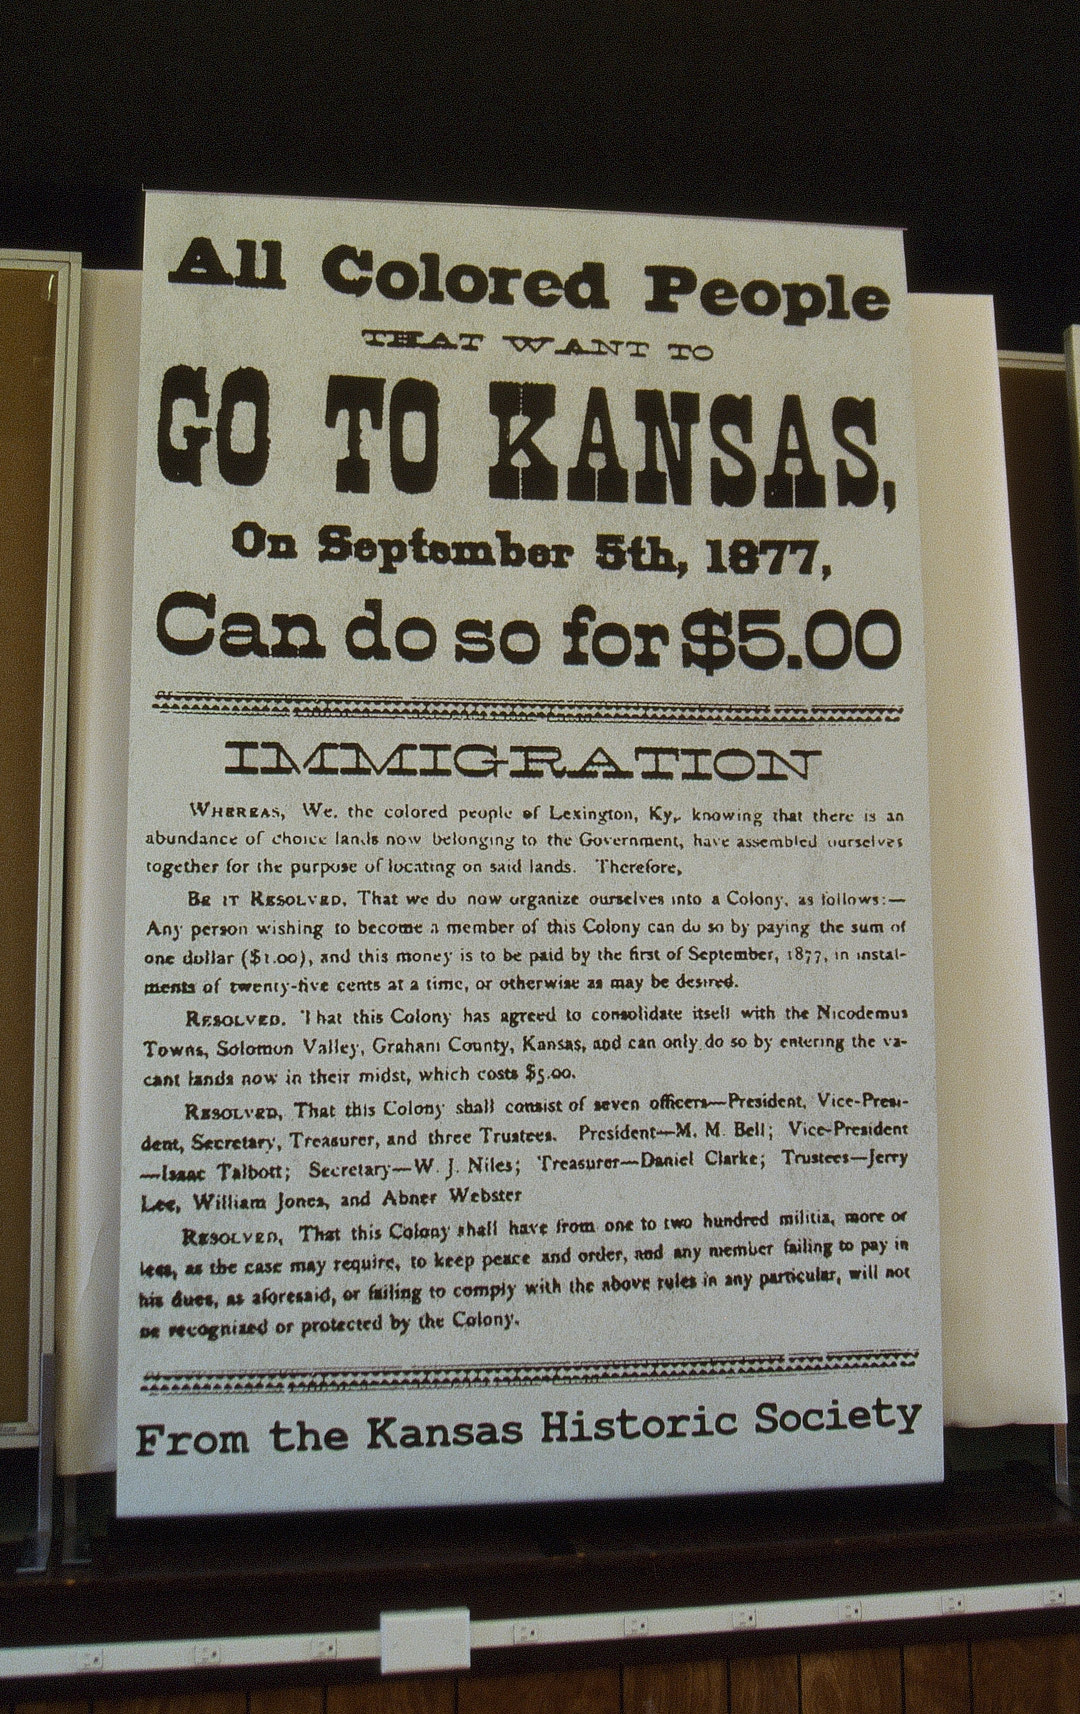 All Colored People
THAT WANT TO
GO TO KANSAS,
On September 5th, 1877,
Can do so for $5.00
IMMIGRATION
WHEREAS, We, the colored people of Lexington, Ky., knowing that there is an
abundance of choice lands now belonging to the Government, have assembled ourselves
together for the purpose of locating on said lands. Therefore,
BE IT RESOLVED, That we do now organize ourselves into a Colony, as follows:—
Any person wishing to become a member of this Colony can do so by paying the sum of
one dollar ($1.00), and this money is to be paid by the first of September, 1877, in instal-
ments of twenty-five cents at a time, or otherwise as may be desired.
RESOLVED. That this Colony has agreed to consolidate itself with the Nicodemus
Towns, Solomon Valley, Graham County, Kansas, and can only do so by entering the va-
cant lands now in their midst, which costs $5.00.
RESOLVED, That this Colony shall consist of seven officers—President, Vice-Presi-
dent, Secretary, Treasurer, and three Trustees. President—M. M. Bell; Vice-President
—Isaac Talbott; Secretary—W. J. Niles; Treasurer—Daniel Clarke; Trustees—Jerry
Lee, William Jones, and Abner Webster
RESOLVED, That this Colony shall have from one to two hundred militia, more or
less, as the case may require, to keep peace and order, and any member failing to pay in
his dues, as aforesaid, or failing to comply with the above rules in any particular, will not
be recognized or protected by the Colony.
From the Kansas Historic Society